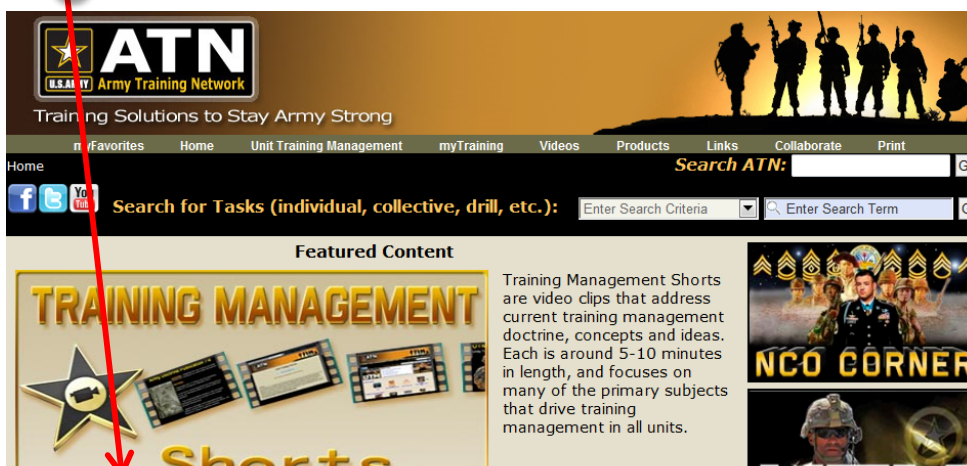 ATN
U.S.ARMY Army Training Network
Training Solutions to Stay Army Strong
myFavorites Home Unit Training Management myTraining Videos Products Links Collaborate Print
Home
Search ATN:
You
Tube
Search for Tasks (individual, collective, drill, etc.): Enter Search Criteria Enter Search Term
Featured Content
TRAINING MANAGEMENT
Shorts
Training Management Shorts
are video clips that address
current training management
doctrine, concepts and ideas.
Each is around 5-10 minutes
in length, and focuses on
many of the primary subjects
that drive training
management in all units.
NCO CORNER